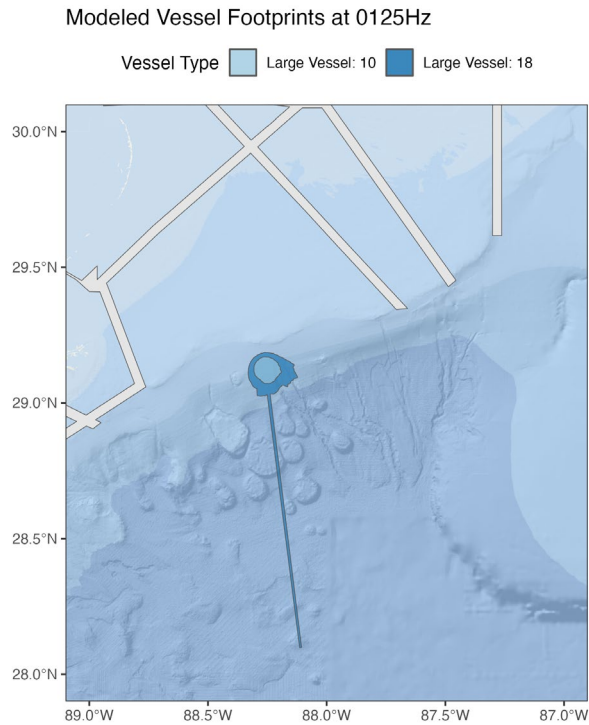 Modeled Vessel Footprints at 0125Hz
Vessel Type Large Vessel: 10 Large Vessel: 18
30.0°N
29.5°N
29.0°N
28.5°N
28.0°N
89.0°W 88.5°W 88.0°W 87.5°W 87.0°W